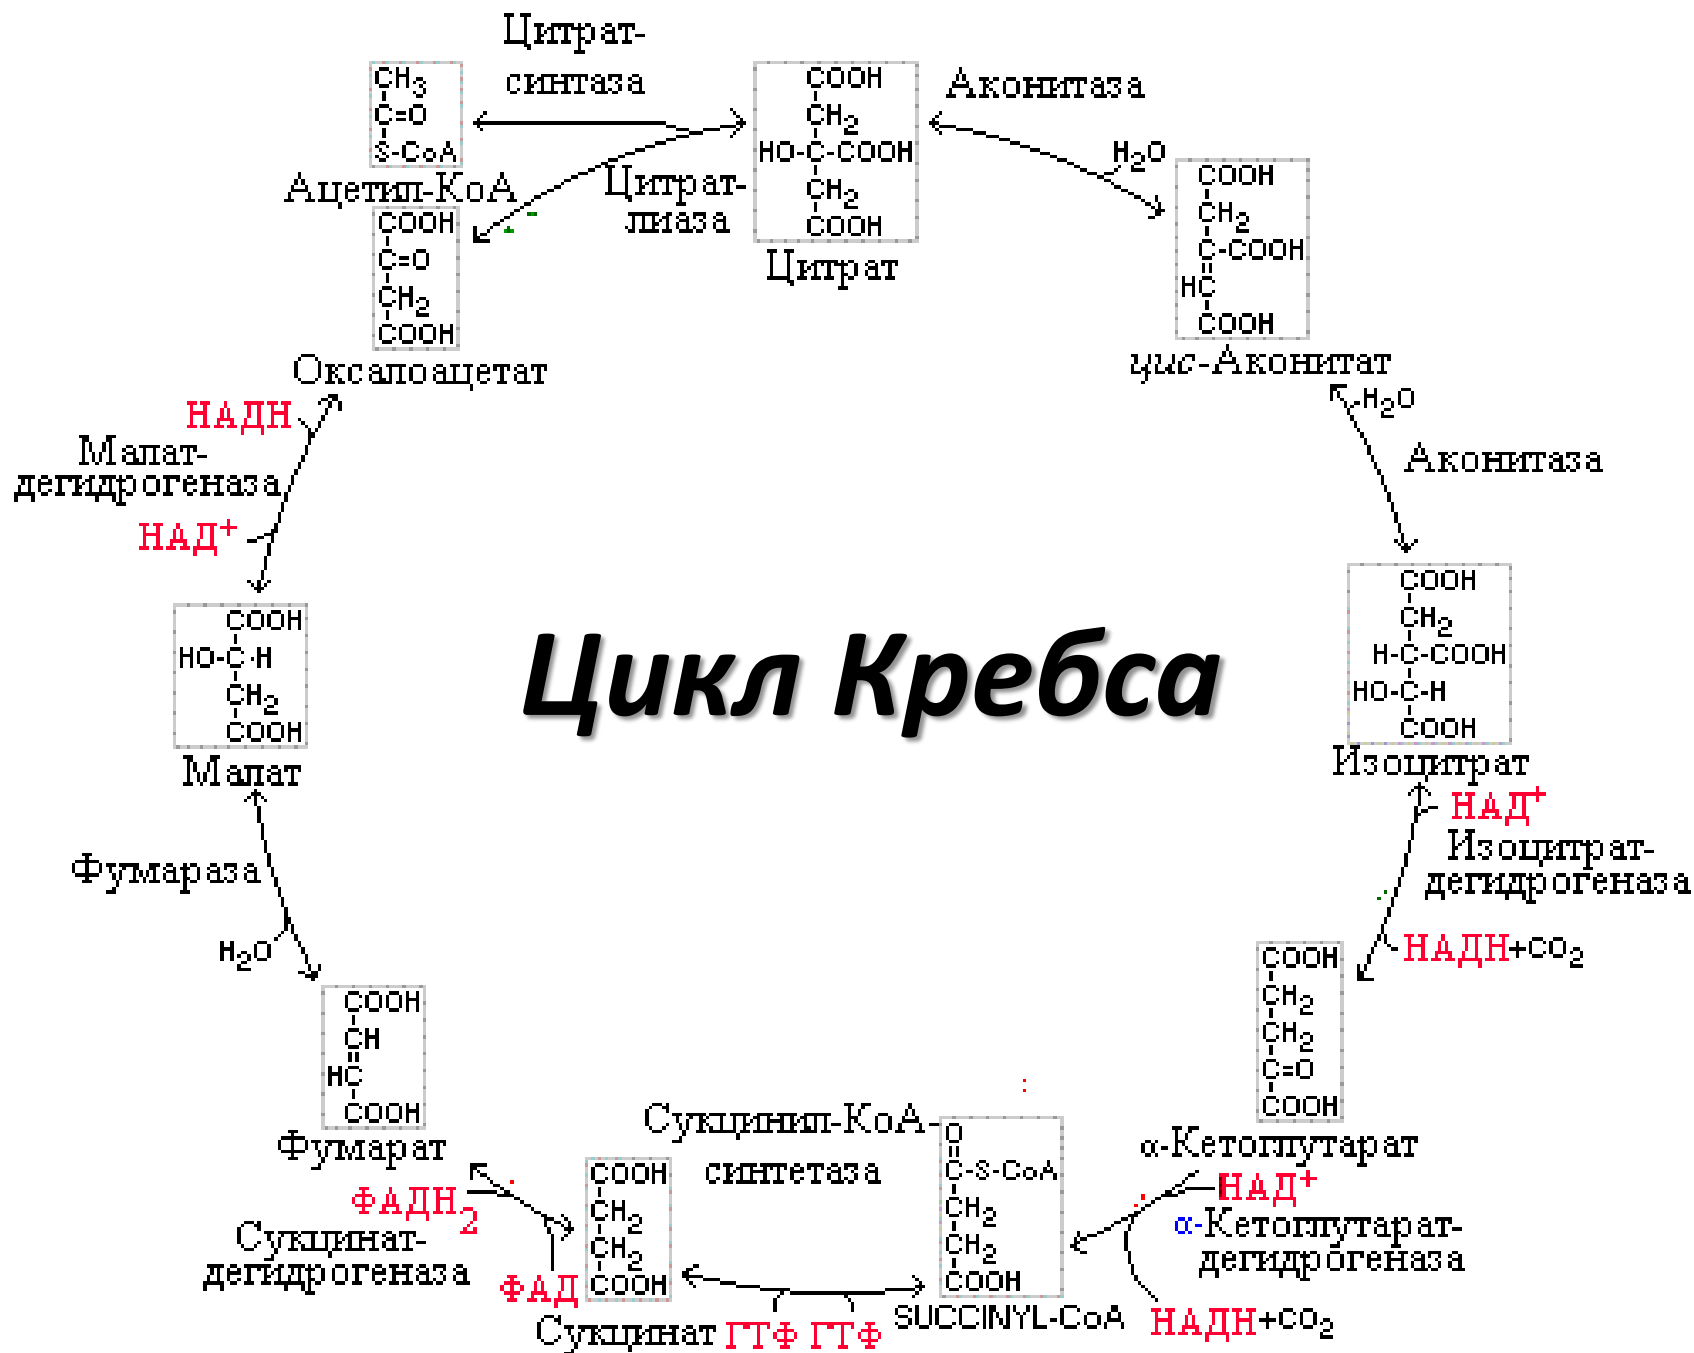 Цитрат-
синтаза
CH3
C=O
S-CoA
Ацетил-КоА
Цитрат-
лиаза
COOH
CH2
HO-C-COOH
CH2
COOH
Цитрат
Аконитаза
H2O
COOH
CH2
C-COOH
HC
COOH
цис-Аконитат
H2O
Аконитаза
COOH
CH2
H-C-COOH
HO-C-H
COOH
Изоцитрат
НАД+
Изоцитрат-
дегидрогеназа
НАДН+CO2
COOH
CH2
CH2
C=O
COOH
α-Кетоглутарат
НАД+
α-Кетоглутарат-
дегидрогеназа
НАДН+CO2
O
C-S-CoA
CH2
CH2
COOH
SUCCINYL-CoA
Сукцинил-КоА-
синтетаза
ГТФ ГТФ
COOH
CH2
CH2
COOH
Сукцинат
ФАД
ФАДН2
Сукцинат-
дегидрогеназа
COOH
CH
HC
COOH
Фумарат
H2O
Фумараза
COOH
HO-C-H
CH2
COOH
Малат
НАД+
Малат-
дегидрогеназа
НАДН
COOH
C=O
CH2
COOH
Оксалоацетат
Цикл Кребса